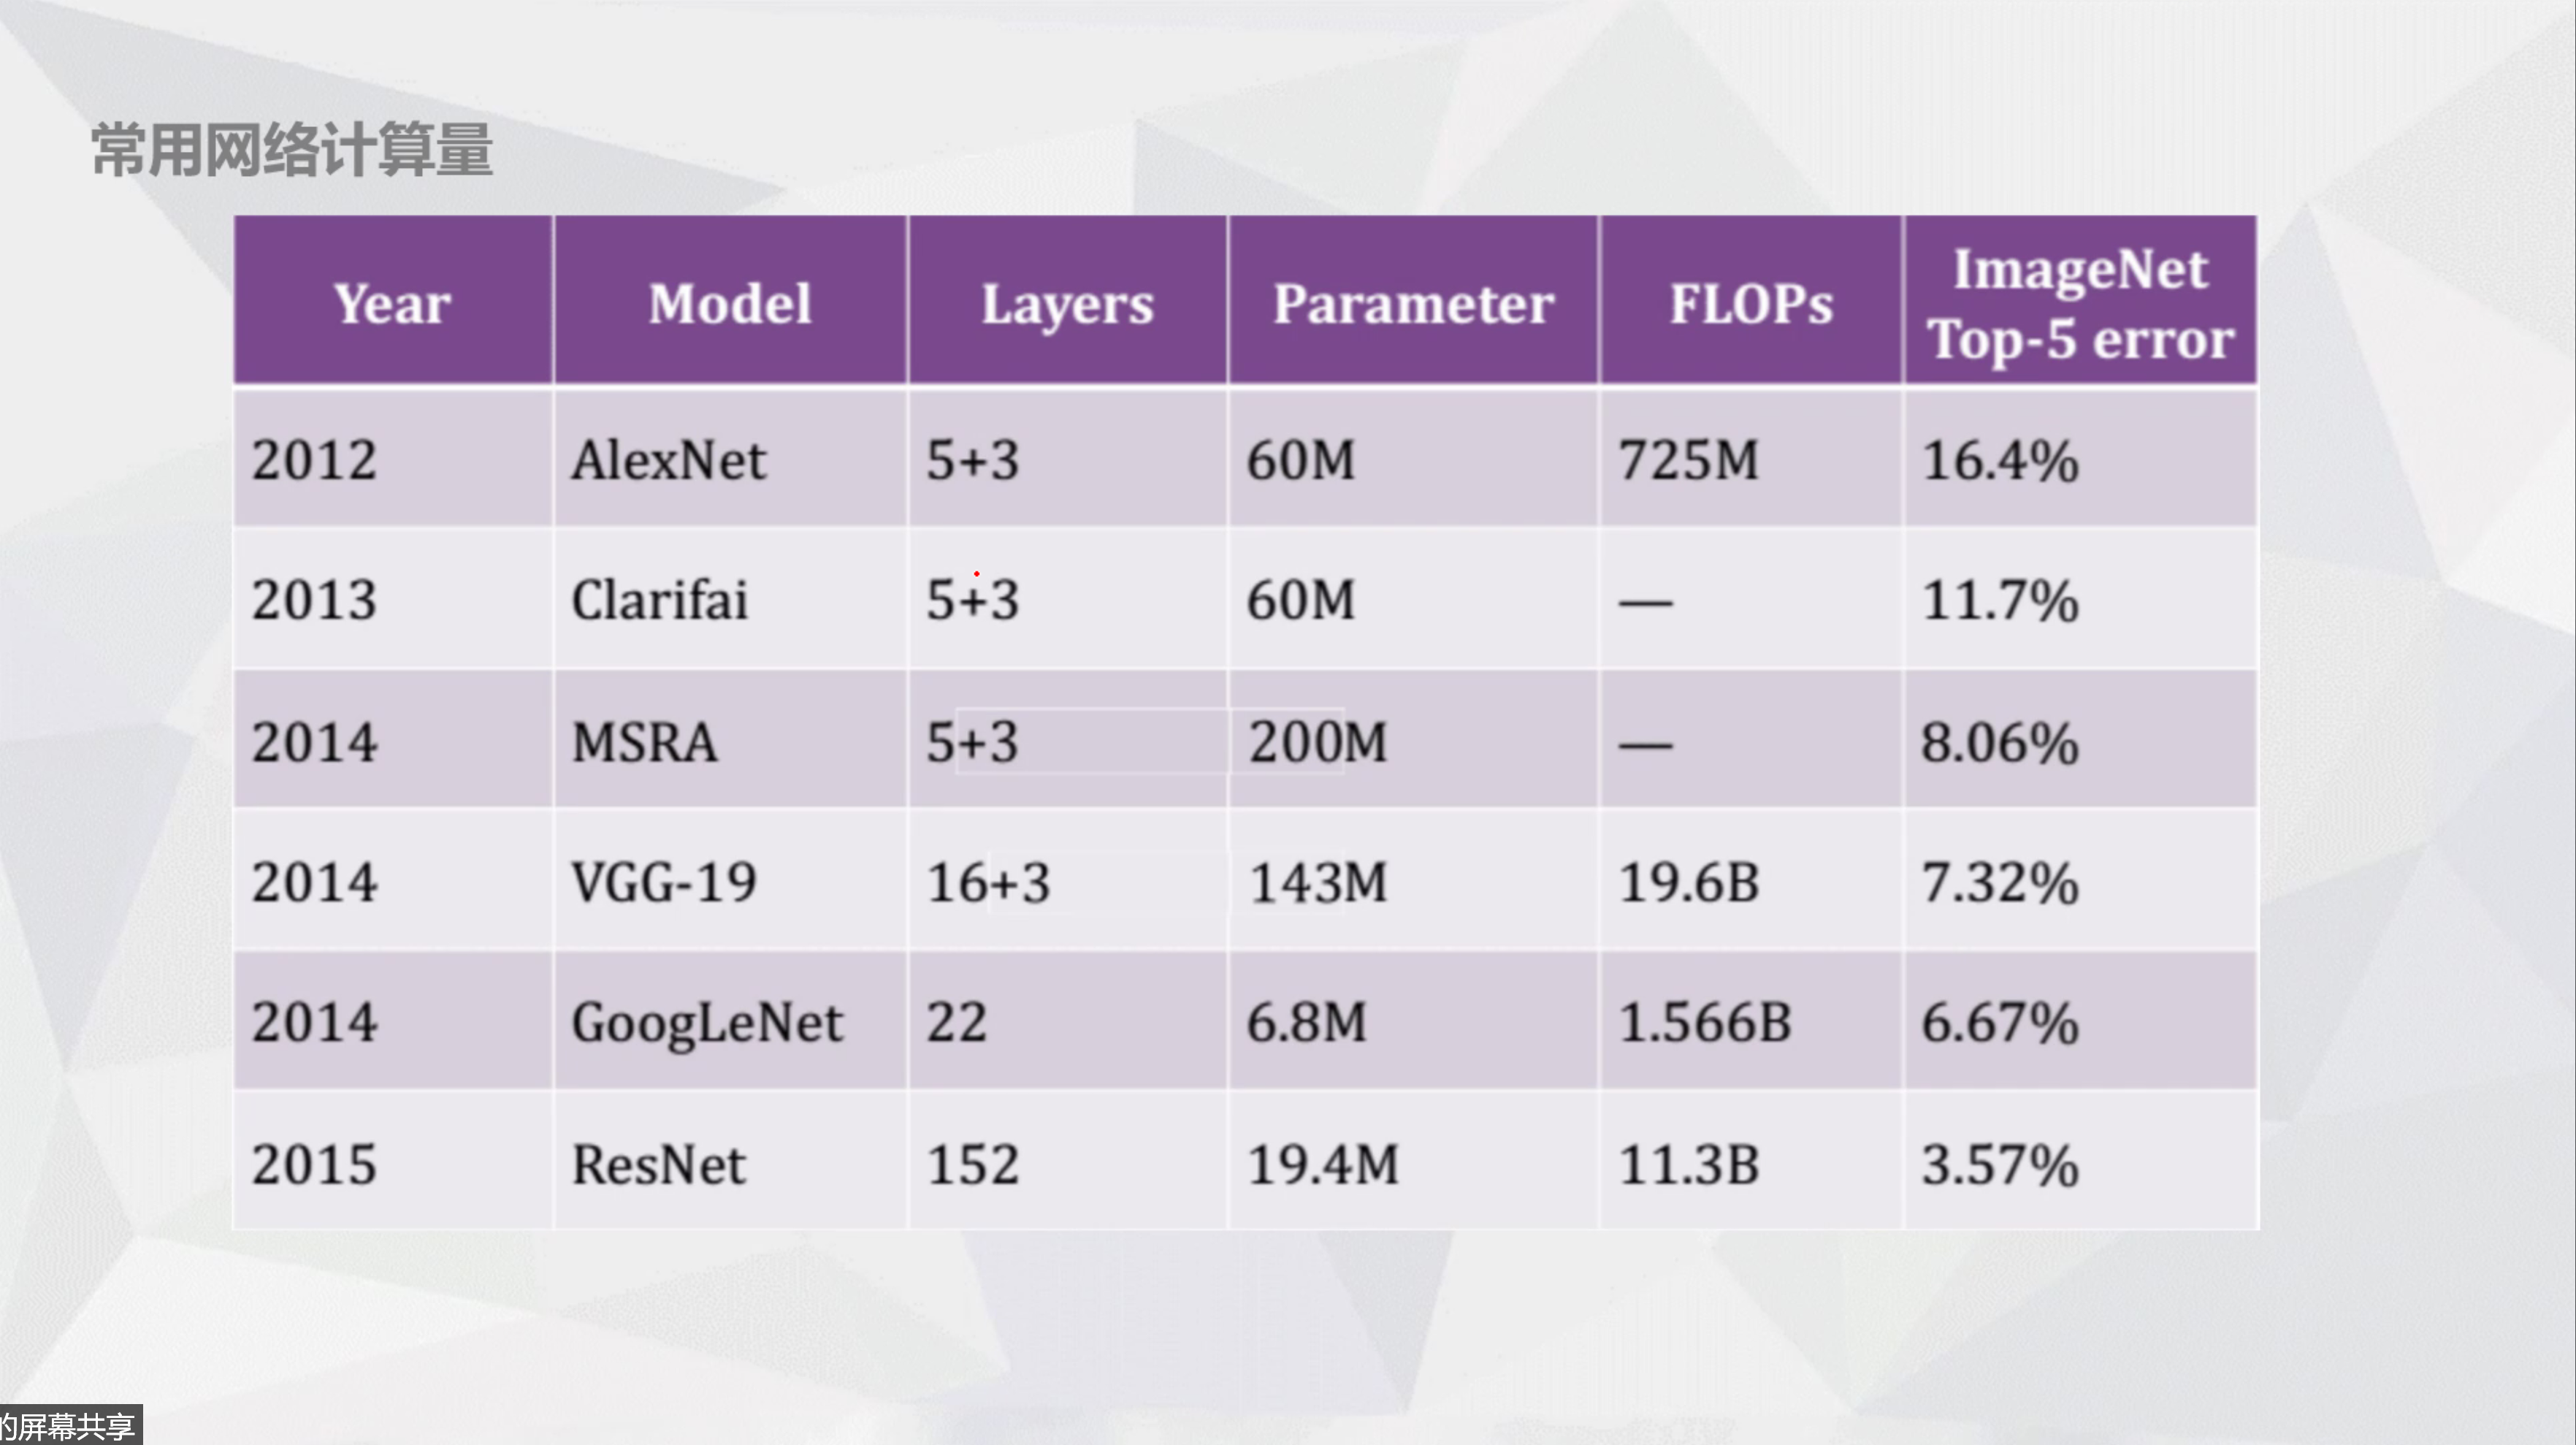 常用网络计算量
Year Model Layers Parameter FLOPs ImageNet Top-5 error
2012 AlexNet 5+3 60M 725M 16.4%
2013 Clarifai 5+3 60M — 11.7%
2014 MSRA 5+3 200M — 8.06%
2014 VGG-19 16+3 143M 19.6B 7.32%
2014 GoogLeNet 22 6.8M 1.566B 6.67%
2015 ResNet 152 19.4M 11.3B 3.57%
的屏幕共享